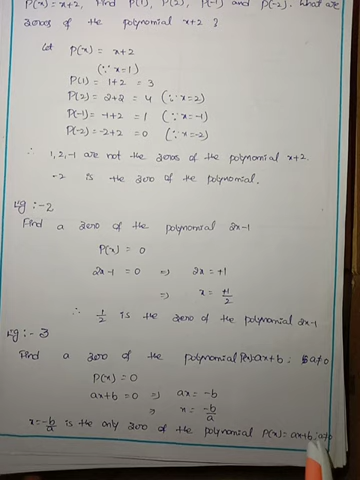 P(x) = x+2, Find P(1), P(2), P(-1) and P(-2). What are
zeroes of the polynomial x+2 ?
Let P(x) = x+2
(∵ x=1)
P(1) = 1+2 = 3
P(2) = 2+2 = 4 (∵ x=2)
P(-1) = -1+2 = 1 (∵ x=-1)
P(-2) = -2+2 = 0 (∵ x=-2)
∴ 1, 2, -1 are not the zeros of the polynomial x+2.
-2 is the zero of the polynomial.
Eg :- 2
Find a zero of the polynomial 2x-1
P(x) = 0
2x-1 = 0 => 2x = +1
=> x = +1/2
∴ 1/2 is the zero of the polynomial 2x-1
Eg :- 3
Find a zero of the polynomial P(x)=ax+b ; a≠0
P(x) = 0
ax+b = 0 => ax = -b
=> x = -b/a
x = -b/a is the only zero of the polynomial P(x) = ax+b ; a≠0